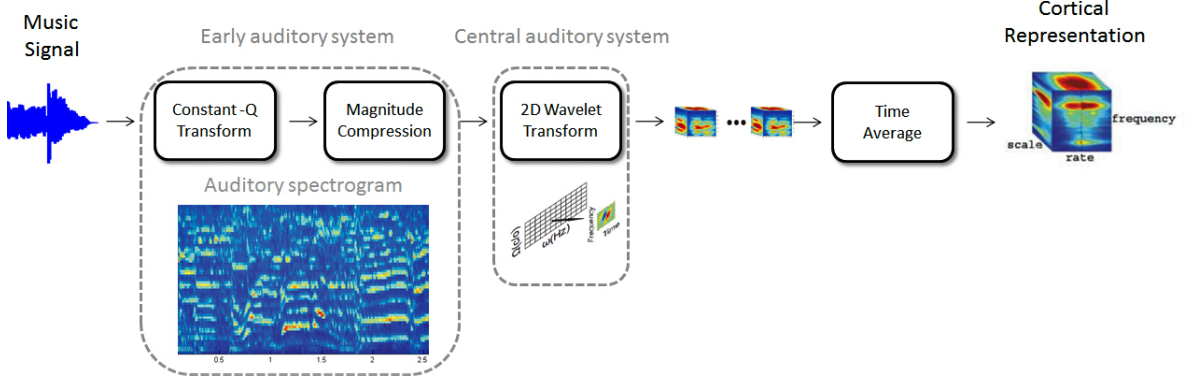 Music
Signal
Early auditory system
Central auditory system
Cortical
Representation
Constant -Q
Transform
Magnitude
Compression
2D Wavelet
Transform
Time
Average
frequency
scale
rate
Auditory spectrogram
Ω(c/o)
ω(Hz)
Frequency
Time
0.5 1 1.5 2 2.5